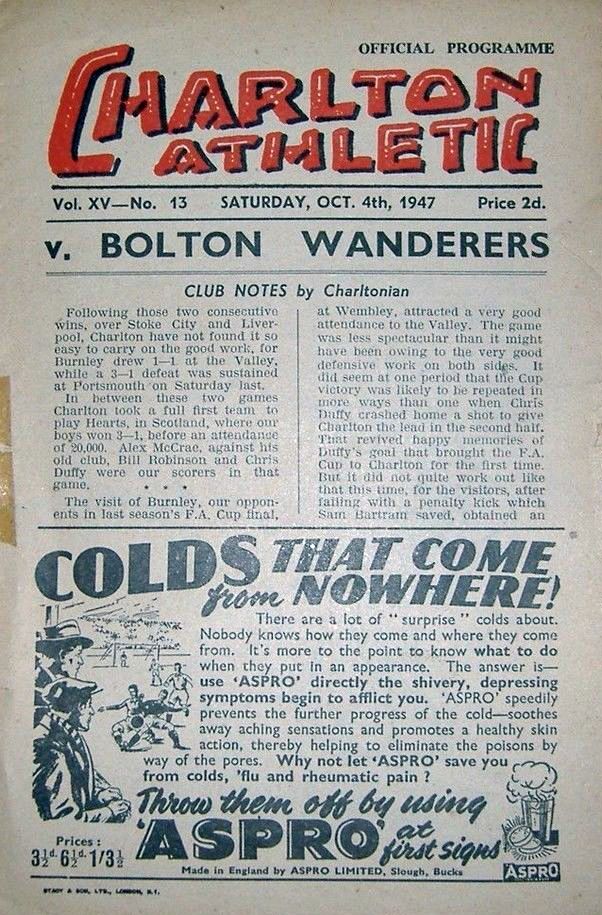 OFFICIAL PROGRAMME
CHARLTON
ATHLETIC
Vol. XV—No. 13 SATURDAY, OCT. 4th, 1947 Price 2d.
v. BOLTON WANDERERS
CLUB NOTES by Charltonian
Following those two consecutive
wins, over Stoke City and Liver-
pool, Charlton have not found it so
easy to carry on the good work, for
Burnley drew 1—1 at the Valley,
while a 3—1 defeat was sustained
at Portsmouth on Saturday last.
In between these two games
Charlton took a full first team to
play Hearts, in Scotland, where our
boys won 3—1, before an attendance
of 20,000. Alex McCrae, against his
old club, Bill Robinson and Chris
Duffy were our scorers in that
game.
* * *
The visit of Burnley, our oppon-
ents in last season's F.A. Cup final,
at Wembley, attracted a very good
attendance to the Valley. The game
was less spectacular than it might
have been owing to the very good
defensive work on both sides. It
did seem at one period that the Cup
victory was likely to be repeated in
more ways than one when Chris
Duffy crashed home a shot to give
Charlton the lead in the second half.
That revived happy memories of
Duffy's goal that brought the F.A.
Cup to Charlton for the first time.
But it did not quite work out like
that this time, for the visitors, after
failing with a penalty kick which
Sam Bartram saved, obtained an
COLDS THAT COME
from NOWHERE!
There are a lot of "surprise" colds about.
Nobody knows how they come and where they come
from. It's more to the point to know what to do
when they put in an appearance. The answer is—
use 'ASPRO' directly the shivery, depressing
symptoms begin to afflict you. 'ASPRO' speedily
prevents the further progress of the cold—soothes
away aching sensations and promotes a healthy skin
action, thereby helping to eliminate the poisons by
way of the pores. Why not let 'ASPRO' save you
from colds, 'flu and rheumatic pain ?
Throw them off by using
'ASPRO' at
first signs
Prices :
3½d. 6½d. 1/3½
ASPRO
Made in England by ASPRO LIMITED, Slough, Bucks
STADY & SON, LTD., LONDON, S.E.